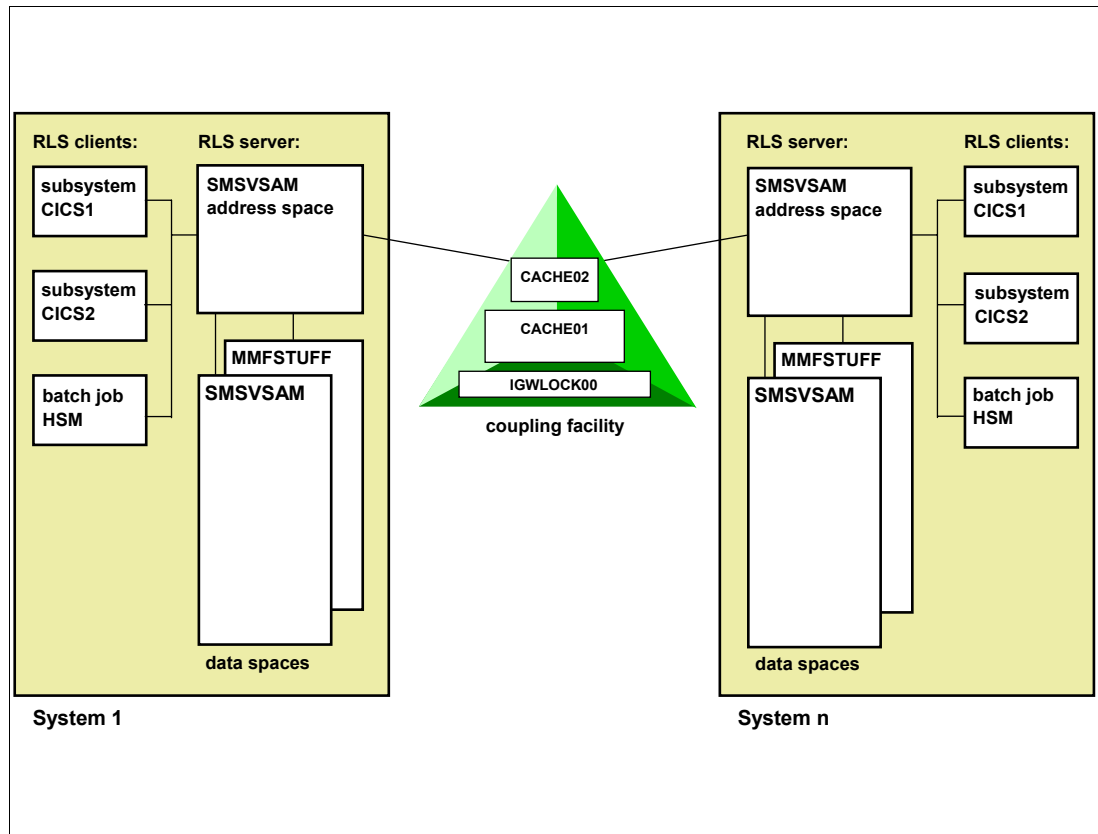 RLS clients:
RLS server:
subsystem
CICS1
subsystem
CICS2
batch job
HSM
SMSVSAM
address space
MMFSTUFF
SMSVSAM
data spaces
System 1
CACHE02
CACHE01
IGWLOCK00
coupling facility
RLS server:
RLS clients:
SMSVSAM
address space
MMFSTUFF
SMSVSAM
data spaces
subsystem
CICS1
subsystem
CICS2
batch job
HSM
System n